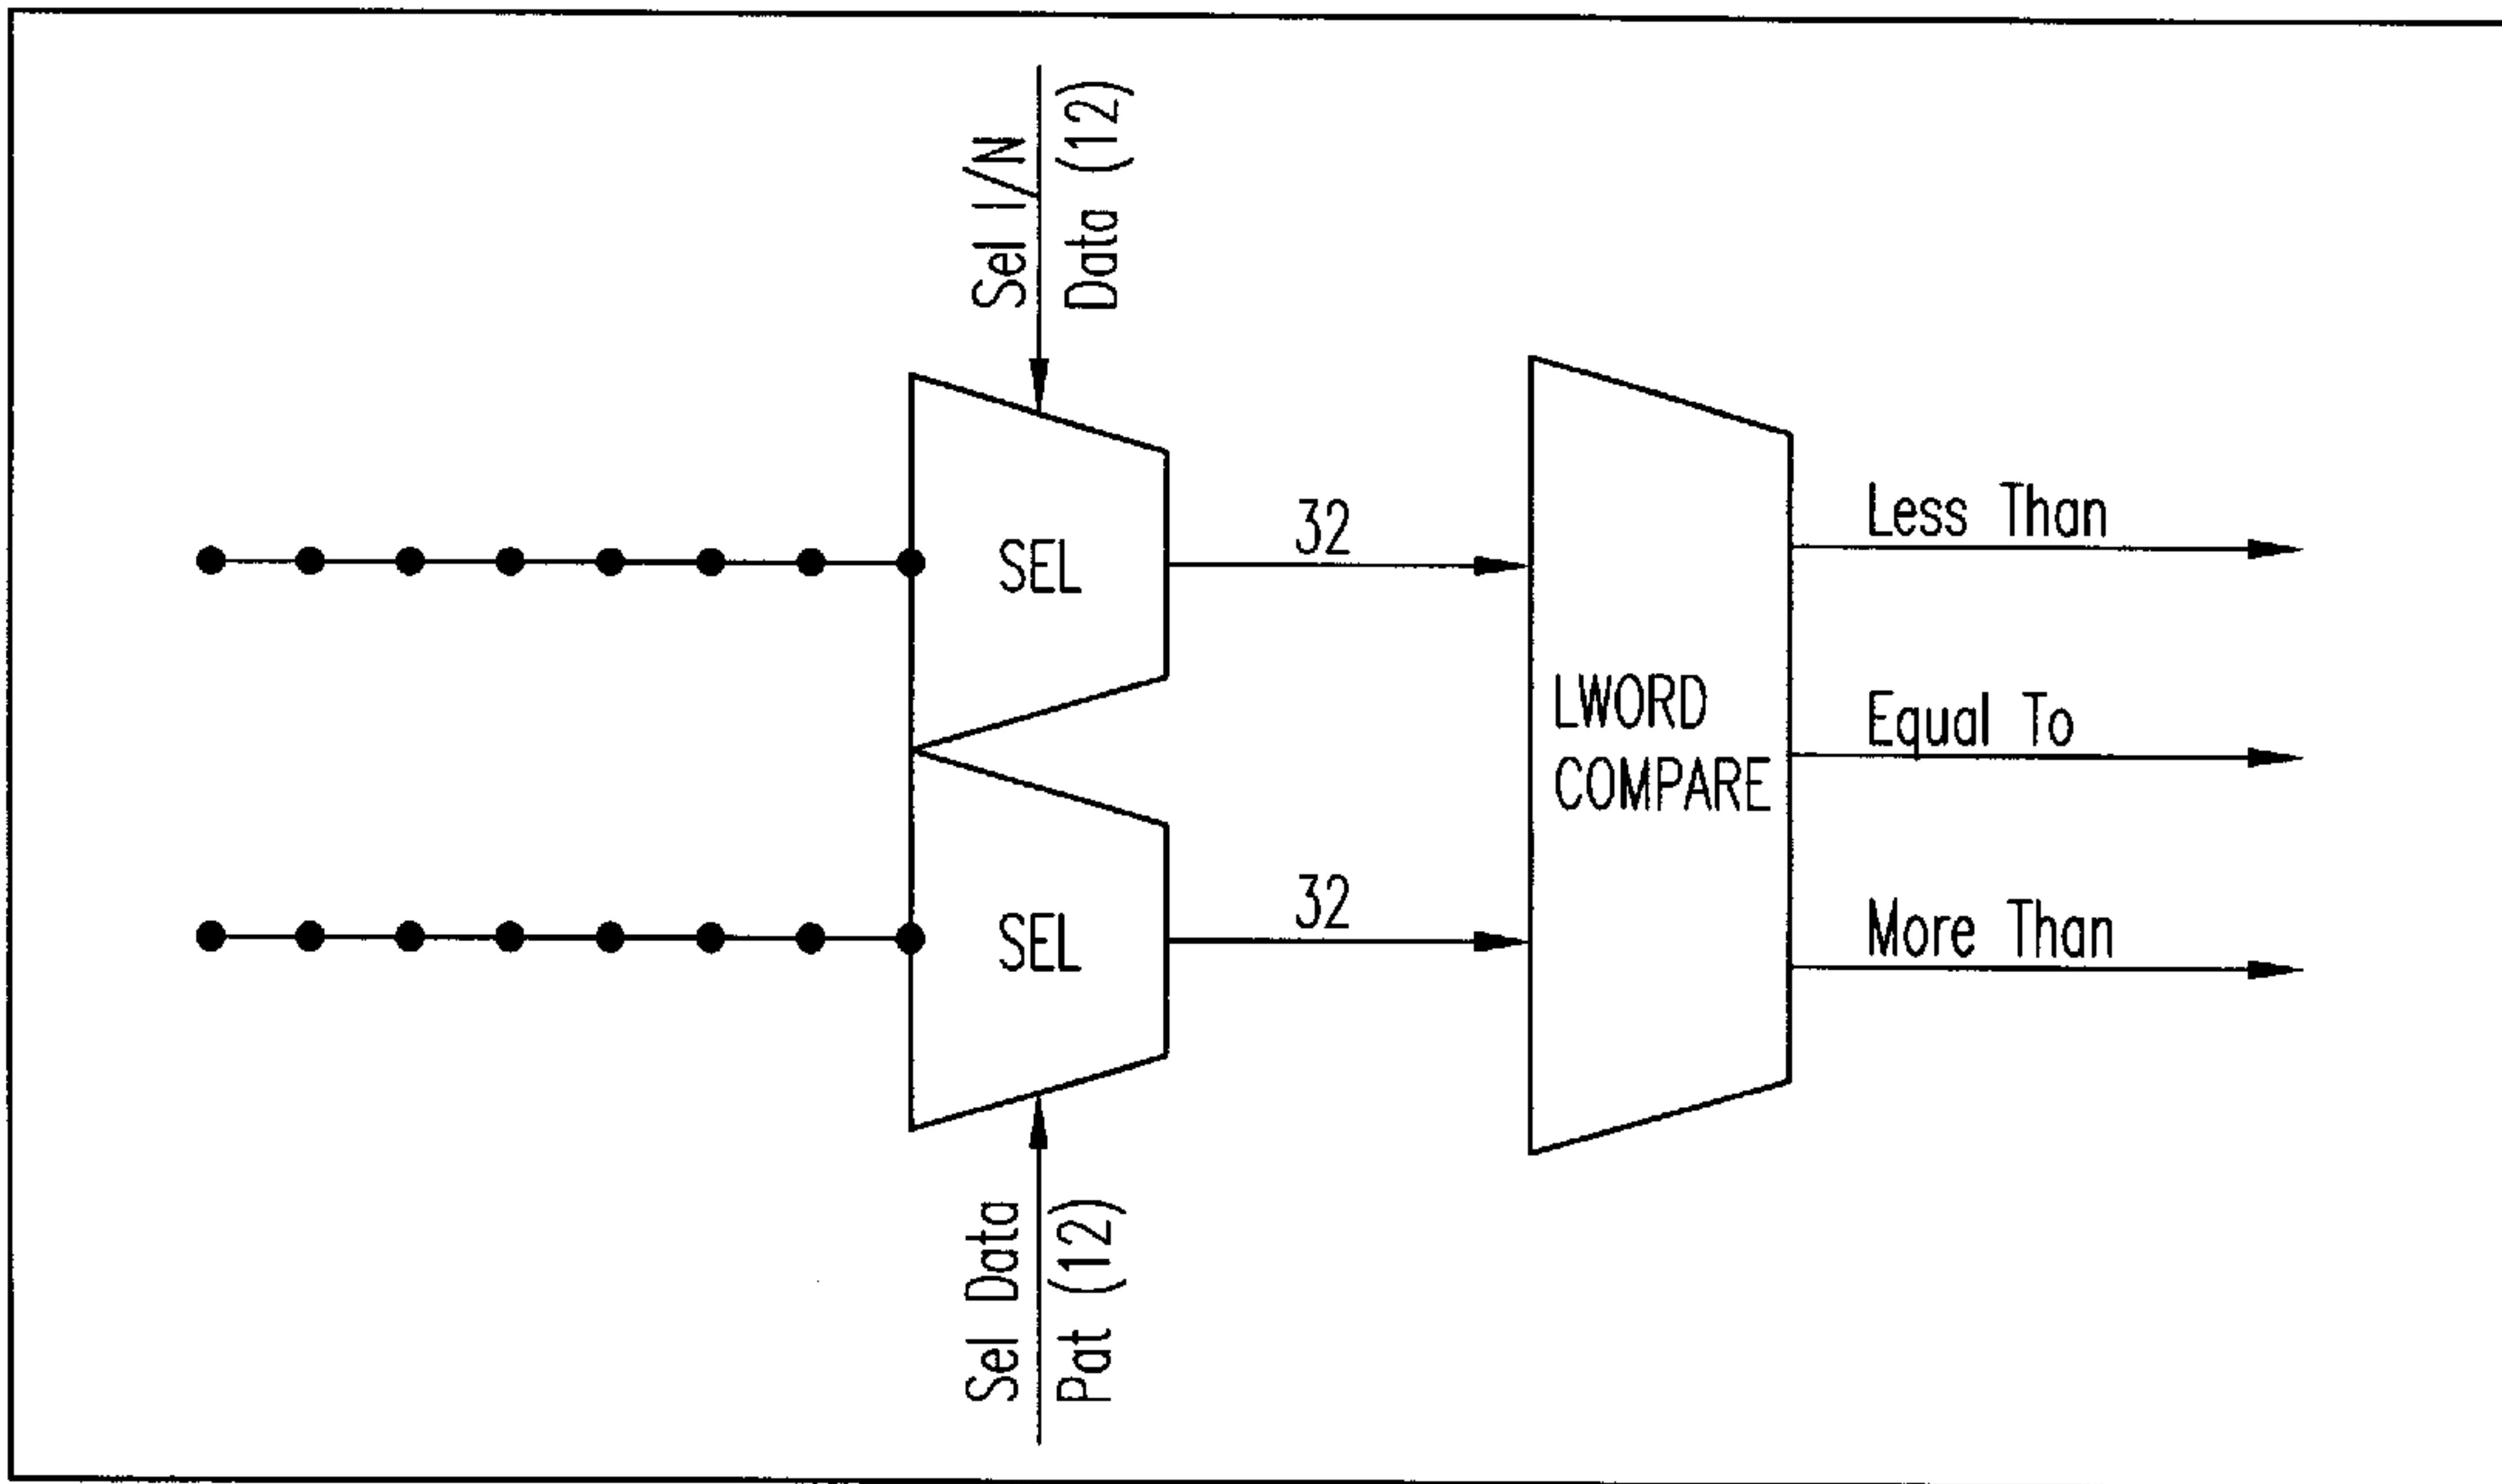 Sel I/N
Data (12)
SEL
32
SEL
32
LWORD
COMPARE
Less Than
Equal To
More Than
Sel Data
Pat (12)